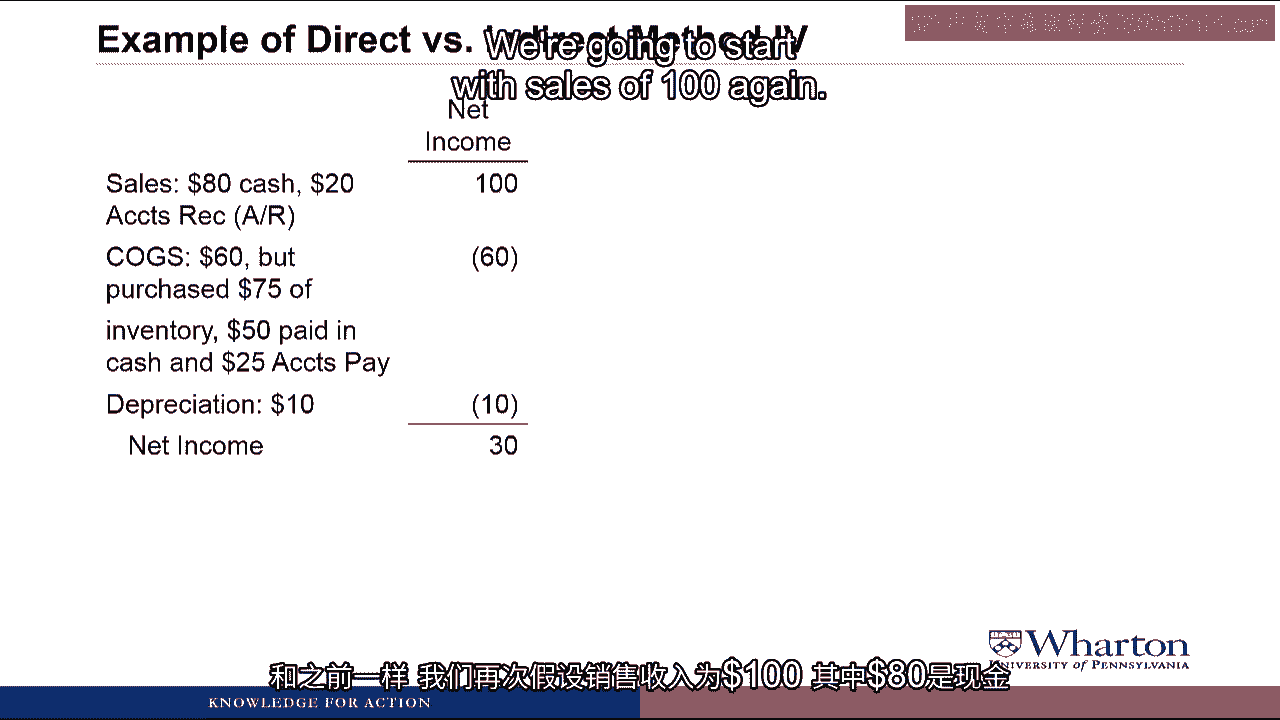 Example of Direct vs. Indirect Method IV
We're going to start
with sales of 100 again.
Net
Income
Sales: $80 cash, $20 100
Accts Rec (A/R)
COGS: $60, but (60)
purchased $75 of
inventory, $50 paid in
cash and $25 Accts Pay
Depreciation: $10 (10)
Net Income 30
Wharton
UNIVERSITY of PENNSYLVANIA
和之前一样 我们再次假设销售收入为$100 其中$80是现金
KNOWLEDGE FOR ACTION